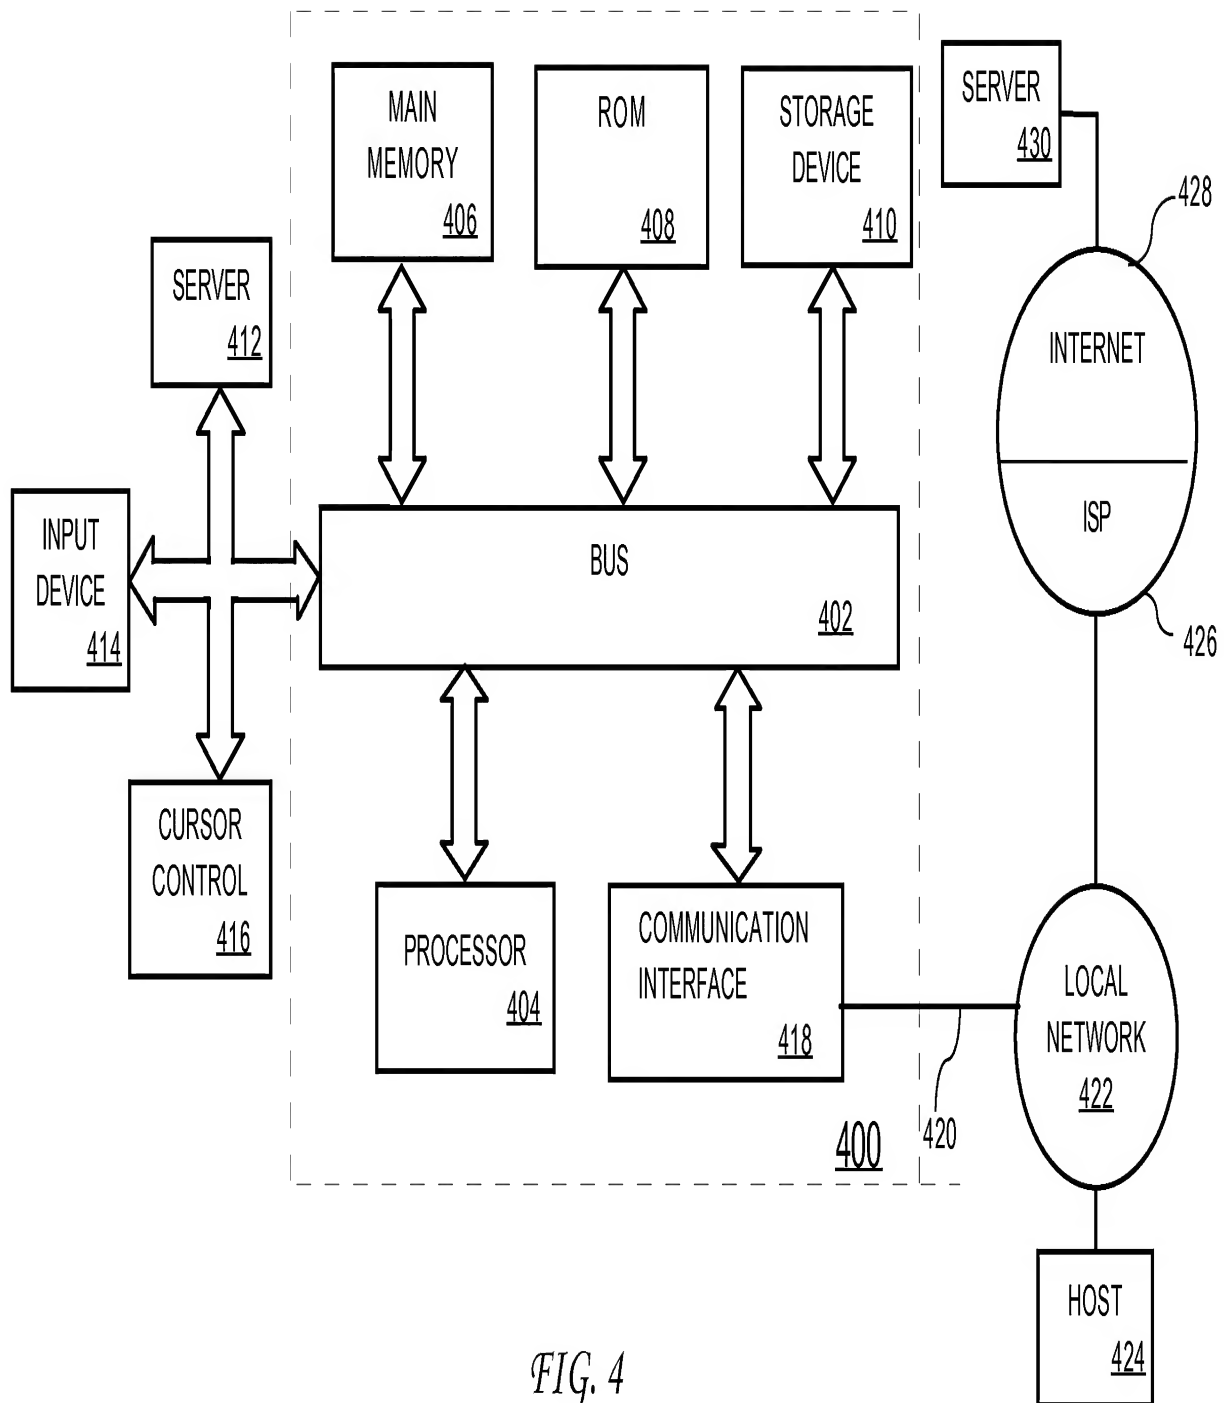 MAIN
MEMORY
406
ROM
408
STORAGE
DEVICE
410
SERVER
430
428
SERVER
412
INTERNET
ISP
426
INPUT
DEVICE
414
BUS
402
CURSOR
CONTROL
416
PROCESSOR
404
COMMUNICATION
INTERFACE
418
420
LOCAL
NETWORK
422
400
HOST
424
FIG. 4